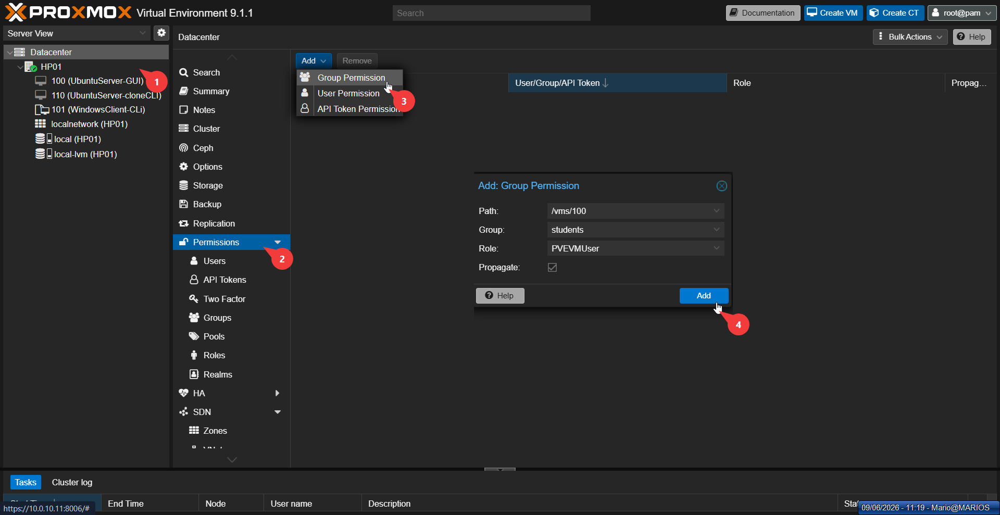 PROXMOX Virtual Environment 9.1.1
Search
Documentation
Create VM
Create CT
root@pam
Server View
Datacenter
Bulk Actions
Help
Datacenter
HP01
100 (UbuntuServer-GUI)
110 (UbuntuServer-cloneCLI)
101 (WindowsClient-CLi)
localnetwork (HP01)
local (HP01)
local-lvm (HP01)
1
Search
Summary
Notes
Cluster
Ceph
Options
Storage
Backup
Replication
Permissions
2
Users
API Tokens
Two Factor
Groups
Pools
Roles
Realms
HA
SDN
Zones
Add
Remove
Group Permission
User Permission
API Token Permission
3
User/Group/API Token
Role
Propag...
Add: Group Permission
Path: /vms/100
Group: students
Role: PVEVMUser
Propagate:
Help
Add
4
Tasks
Cluster log
End Time
Node
User name
Description
https://10.0.10.11:8006/#
09/06/2026 - 11:19 - Mario@MARIOS